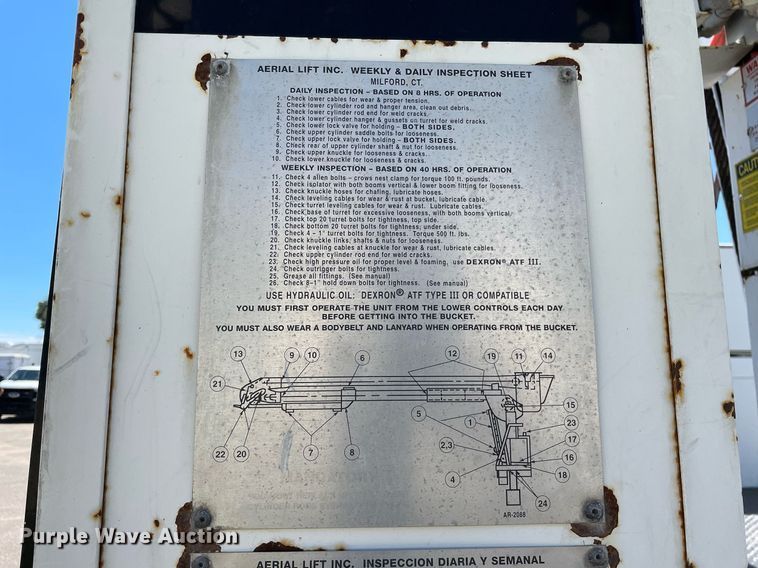 AERIAL LIFT INC. WEEKLY & DAILY INSPECTION SHEET
MILFORD, CT.
DAILY INSPECTION – BASED ON 8 HRS. OF OPERATION
1. Check lower cables for wear & proper tension.
2. Check lower cylinder rod and hanger area, clean out debris.
3. Check lower cylinder rod end for weld cracks.
4. Check lower cylinder hanger & gussets on turret for weld cracks.
5. Check lower lock valve for holding – BOTH SIDES.
6. Check upper cylinder saddle bolts for looseness.
7. Check upper lock valve for holding – BOTH SIDES.
8. Check rear of upper cylinder shaft & nut for looseness.
9. Check upper knuckle for looseness & cracks.
10. Check lower knuckle for looseness & cracks.
WEEKLY INSPECTION – BASED ON 40 HRS. OF OPERATION
11. Check 4 allen bolts – crows nest clamp for torque 100 ft. pounds.
12. Check isolator with both booms vertical & lower boom fitting for looseness.
13. Check knuckle hoses for chafing, lubricate hoses.
14. Check leveling cables for wear & rust at bucket, lubricate cable.
15. Check turret leveling cables for wear & rust. Lubricate cables.
16. Check base of turret for excessive looseness, with both booms vertical.
17. Check top 20 turret bolts for tightness, top side.
18. Check bottom 20 turret bolts for tightness; under side.
19. Check 4 – 1" turret bolts for tightness. Torque 500 ft. lbs.
20. Check knuckle links, shafts & nuts for looseness.
21. Check leveling cables at knuckle for wear & rust, lubricate cables.
22. Check upper cylinder rod end for weld cracks.
23. Check high pressure oil for proper level & foaming, use DEXRON® ATF III.
24. Check outrigger bolts for tightness.
25. Grease all fittings. (See manual)
26. Check 8–1" hold down bolts for tightness. (See manual)
USE HYDRAULIC OIL: DEXRON® ATF TYPE III OR COMPATIBLE
YOU MUST FIRST OPERATE THE UNIT FROM THE LOWER CONTROLS EACH DAY
BEFORE GETTING INTO THE BUCKET.
YOU MUST ALSO WEAR A BODYBELT AND LANYARD WHEN OPERATING FROM THE BUCKET.
13 9 10 6 12 19 11 14
21
15
5 1
23
2,3
17
16
22 20 7 8 4
18
24
AR-2088
Purple Wave Auction
AERIAL LIFT INC. INSPECCION DIARIA Y SEMANAL